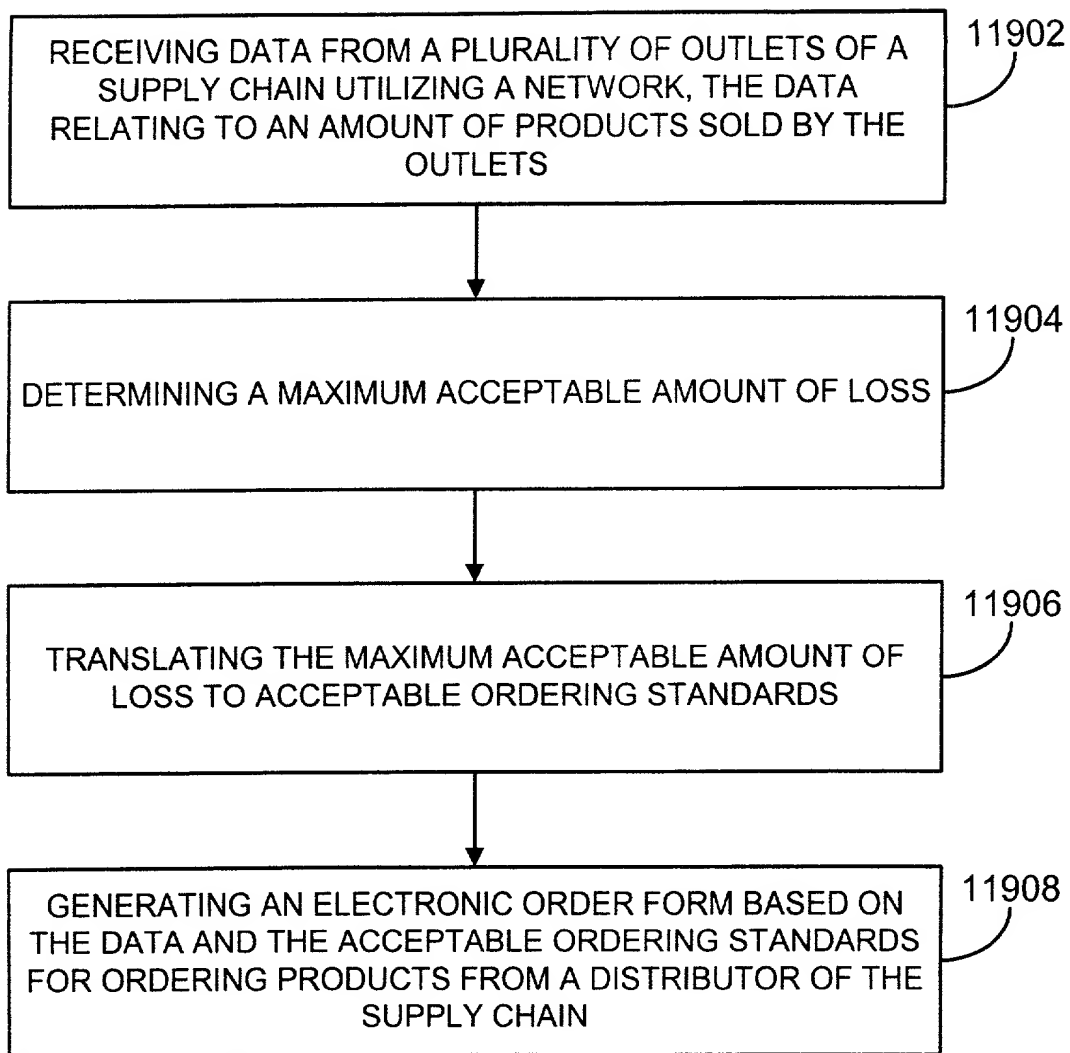 RECEIVING DATA FROM A PLURALITY OF OUTLETS OF A
SUPPLY CHAIN UTILIZING A NETWORK, THE DATA
RELATING TO AN AMOUNT OF PRODUCTS SOLD BY THE
OUTLETS
11902
DETERMINING A MAXIMUM ACCEPTABLE AMOUNT OF LOSS
11904
TRANSLATING THE MAXIMUM ACCEPTABLE AMOUNT OF
LOSS TO ACCEPTABLE ORDERING STANDARDS
11906
GENERATING AN ELECTRONIC ORDER FORM BASED ON
THE DATA AND THE ACCEPTABLE ORDERING STANDARDS
FOR ORDERING PRODUCTS FROM A DISTRIBUTOR OF THE
SUPPLY CHAIN
11908